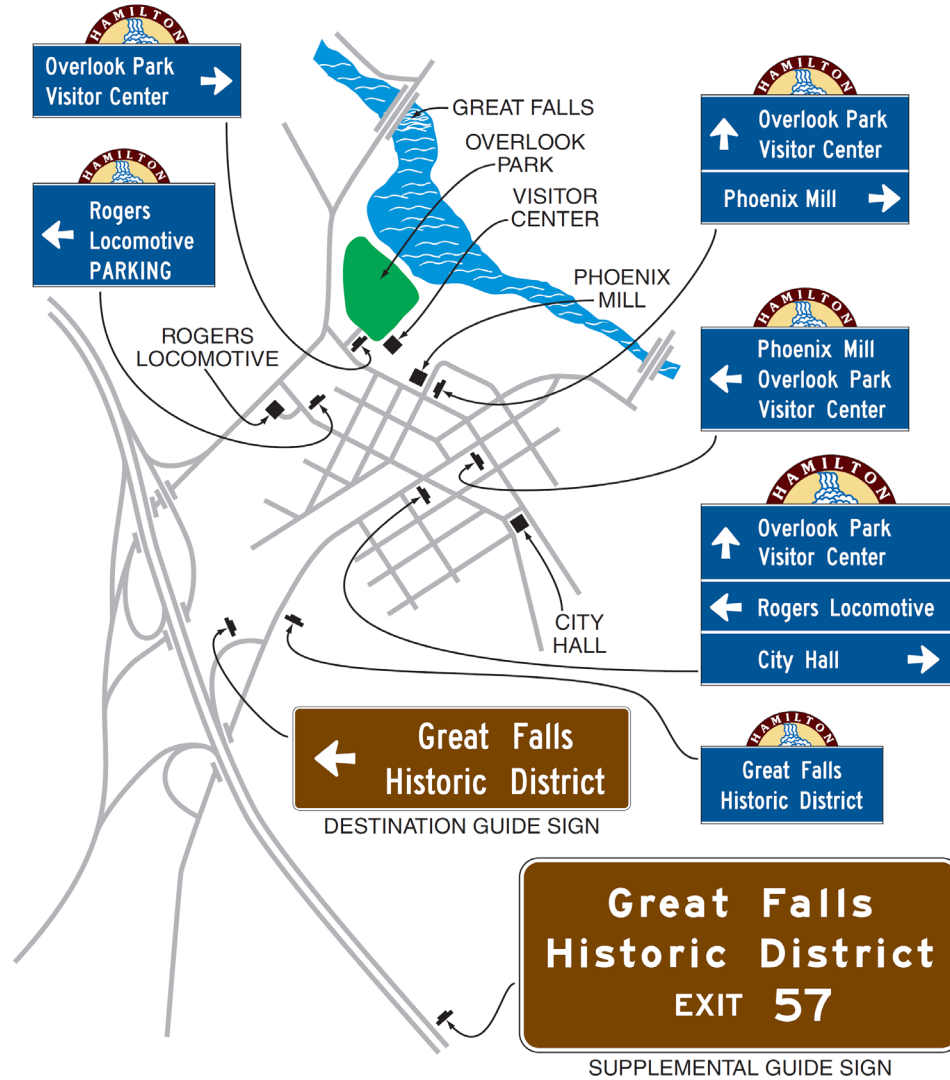 HAMILTON
Overlook Park
Visitor Center
HAMILTON
Rogers
Locomotive
PARKING
GREAT FALLS
OVERLOOK
PARK
VISITOR
CENTER
PHOENIX
MILL
ROGERS
LOCOMOTIVE
CITY
HALL
HAMILTON
Overlook Park
Visitor Center
Phoenix Mill
HAMILTON
Phoenix Mill
Overlook Park
Visitor Center
HAMILTON
Overlook Park
Visitor Center
Rogers Locomotive
City Hall
HAMILTON
Great Falls
Historic District
Great Falls
Historic District
DESTINATION GUIDE SIGN
Great Falls
Historic District
EXIT 57
SUPPLEMENTAL GUIDE SIGN